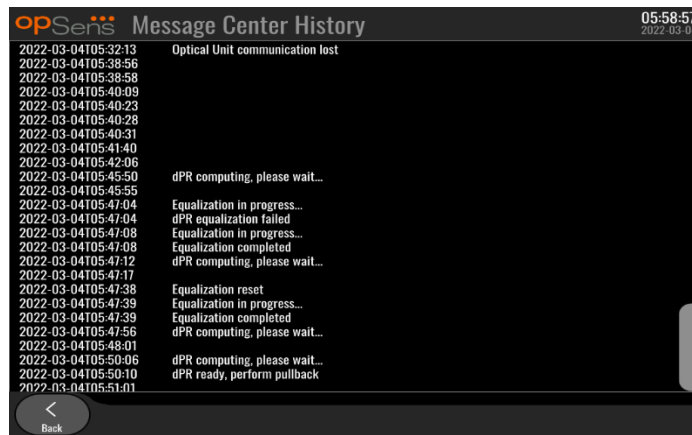 opSens Message Center History 05:58:57
2022-03-0
2022-03-04T05:32:13 Optical Unit communication lost
2022-03-04T05:38:56
2022-03-04T05:38:58
2022-03-04T05:40:09
2022-03-04T05:40:23
2022-03-04T05:40:28
2022-03-04T05:40:31
2022-03-04T05:41:40
2022-03-04T05:42:06
2022-03-04T05:45:50 dPR computing, please wait...
2022-03-04T05:45:55
2022-03-04T05:47:04 Equalization in progress...
2022-03-04T05:47:04 dPR equalization failed
2022-03-04T05:47:08 Equalization in progress...
2022-03-04T05:47:08 Equalization completed
2022-03-04T05:47:12 dPR computing, please wait...
2022-03-04T05:47:17
2022-03-04T05:47:38 Equalization reset
2022-03-04T05:47:39 Equalization in progress...
2022-03-04T05:47:39 Equalization completed
2022-03-04T05:47:56 dPR computing, please wait...
2022-03-04T05:48:01
2022-03-04T05:50:06 dPR computing, please wait...
2022-03-04T05:50:10 dPR ready, perform pullback
2022-03-04T05:51:01
Back